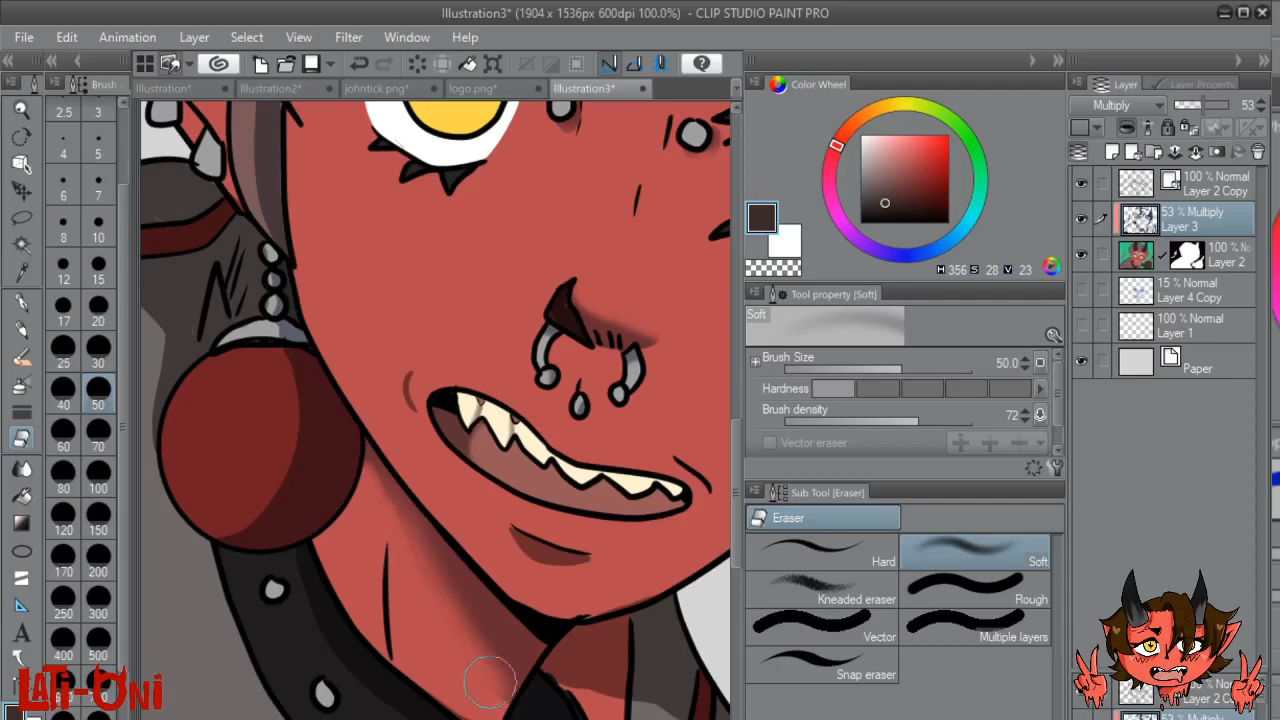 Illustration3* (1904 x 1536px 600dpi 100.0%) - CLIP STUDIO PAINT PRO
File Edit Animation Layer Select View Filter Window Help
Brush
Illustration* Illustration2* johntick.png* logo.png* Illustration3*
2.5 3
4 5
6 7
8 10
12 15
17 20
25 30
40 50
60 70
80 100
120 150
170 200
250 300
400 500
Color Wheel
H 356 S 28 V 23
Tool property [Soft]
Soft
Brush Size 50.0
Hardness
Brush density 72
Vector eraser
Sub Tool [Eraser]
Eraser
Hard Soft
Kneaded eraser Rough
Vector Multiple layers
Snap eraser
Layer Layer Property
Multiply 53
100 % Normal
Layer 2 Copy
53 % Multiply
Layer 3
100 % No
Layer 2
15 % Normal
Layer 4 Copy
100 % Normal
Layer 1
Paper
LATI-ONI
Layer 2